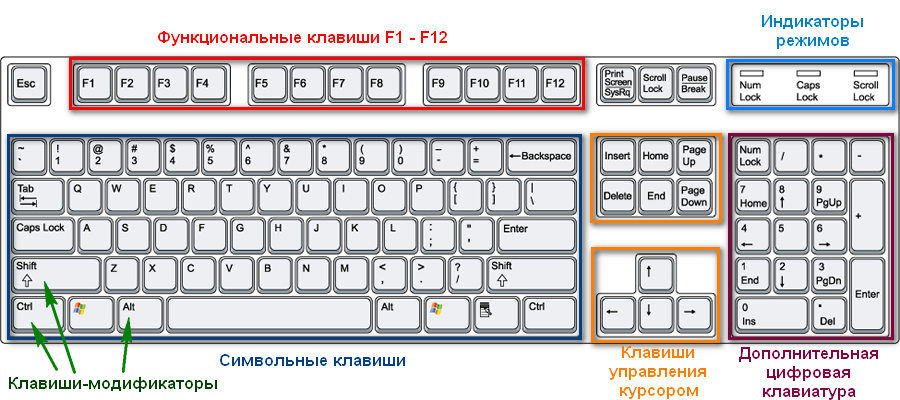 Функциональные клавиши F1 - F12
Индикаторы
режимов
Esc
F1 F2 F3 F4 F5 F6 F7 F8 F9 F10 F11 F12
Print
Screen
SysRq
Scroll
Lock
Pause
Break
Num
Lock
Caps
Lock
Scroll
Lock
~ ! @ # $ % ^ & * ( ) – +
` 1 2 3 4 5 6 7 8 9 0 - =
←Backspace
Tab Q W E R T Y U I O P { } |
[ ] \
Caps Lock A S D F G H J K L : " Enter
; ,
Shift Z X C V B N M < > ? Shift
, . /
Ctrl Alt Alt Ctrl
Insert Home Page
Up
Delete End Page
Down
↑
← ↓ →
Num
Lock
/ * -
7 8 9 +
Home ↑ PgUp
4 5 6
← →
1 2 3 Enter
End ↓ PgDn
0 .
Ins Del
Символьные клавиши
Клавиши-модификаторы
Клавиши
управления
курсором
Дополнительная
цифровая
клавиатура